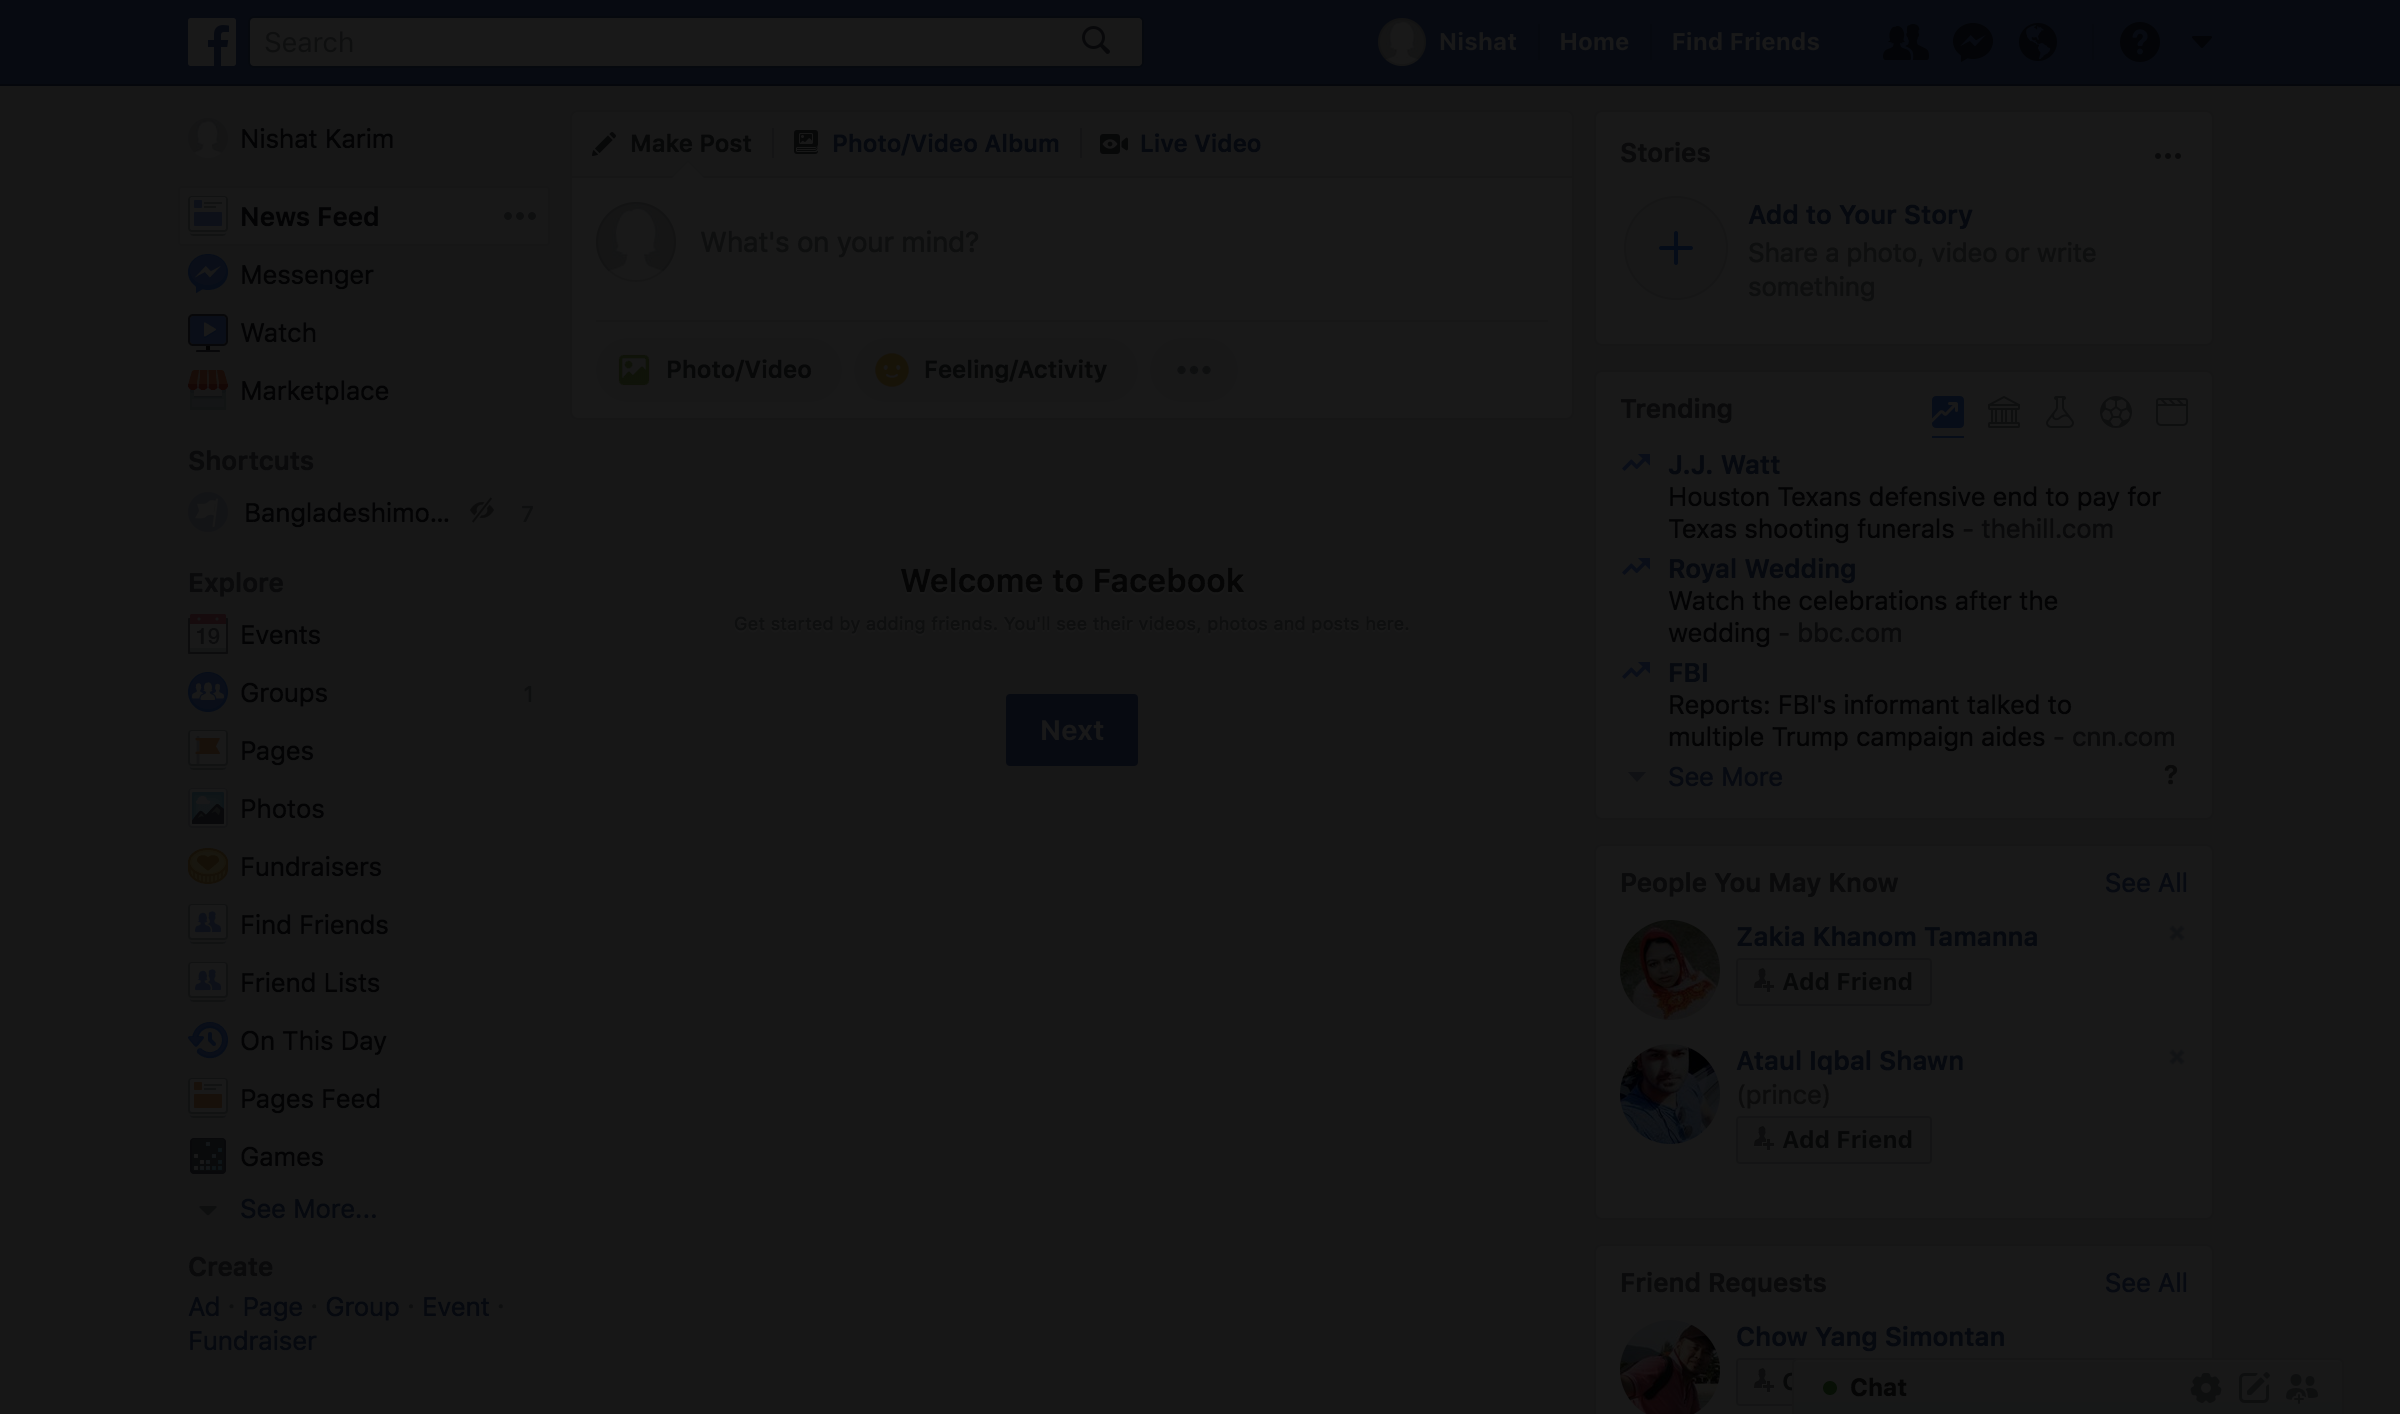 Search
Nishat
Home
Find Friends
Nishat Karim
News Feed
Messenger
Watch
Marketplace
Shortcuts
Bangladeshimo... 7
Explore
19 Events
Groups 1
Pages
Photos
Fundraisers
Find Friends
Friend Lists
On This Day
Pages Feed
Games
See More...
Create
Ad · Page · Group · Event ·
Fundraiser
Make Post
Photo/Video Album
Live Video
What's on your mind?
Photo/Video
Feeling/Activity
Welcome to Facebook
Get started by adding friends. You'll see their videos, photos and posts here.
Next
Stories
Add to Your Story
Share a photo, video or write
something
Trending
J.J. Watt
Houston Texans defensive end to pay for
Texas shooting funerals - thehill.com
Royal Wedding
Watch the celebrations after the
wedding - bbc.com
FBI
Reports: FBI's informant talked to
multiple Trump campaign aides - cnn.com
See More ?
People You May Know See All
Zakia Khanom Tamanna
Add Friend
Ataul Iqbal Shawn
(prince)
Add Friend
Friend Requests See All
Chow Yang Simontan
Chat